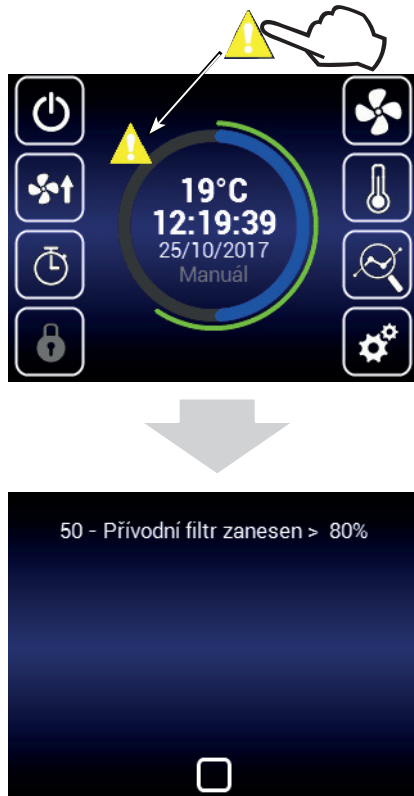 19°C
12:19:39
25/10/2017
Manuál
50 - Přívodní filtr zanesen > 80%